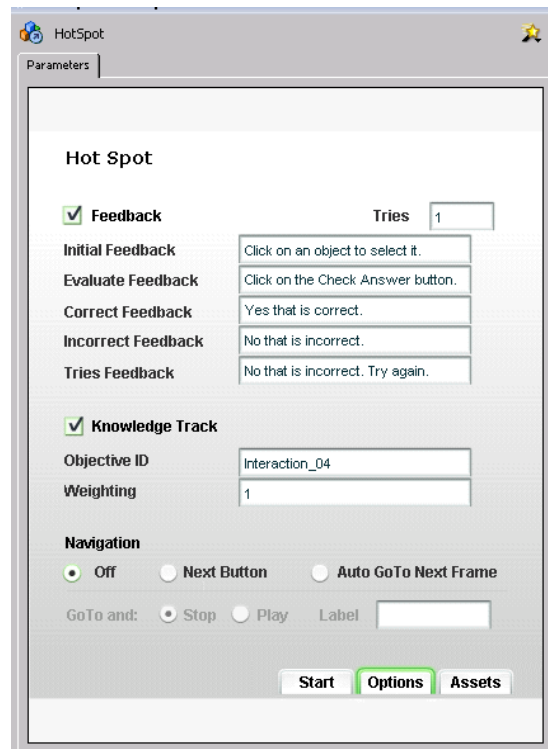 HotSpot
Parameters
Hot Spot
Feedback Tries 1
Initial Feedback Click on an object to select it.
Evaluate Feedback Click on the Check Answer button.
Correct Feedback Yes that is correct.
Incorrect Feedback No that is incorrect.
Tries Feedback No that is incorrect. Try again.
Knowledge Track
Objective ID Interaction_04
Weighting 1
Navigation
Off Next Button Auto GoTo Next Frame
GoTo and: Stop Play Label
Start Options Assets